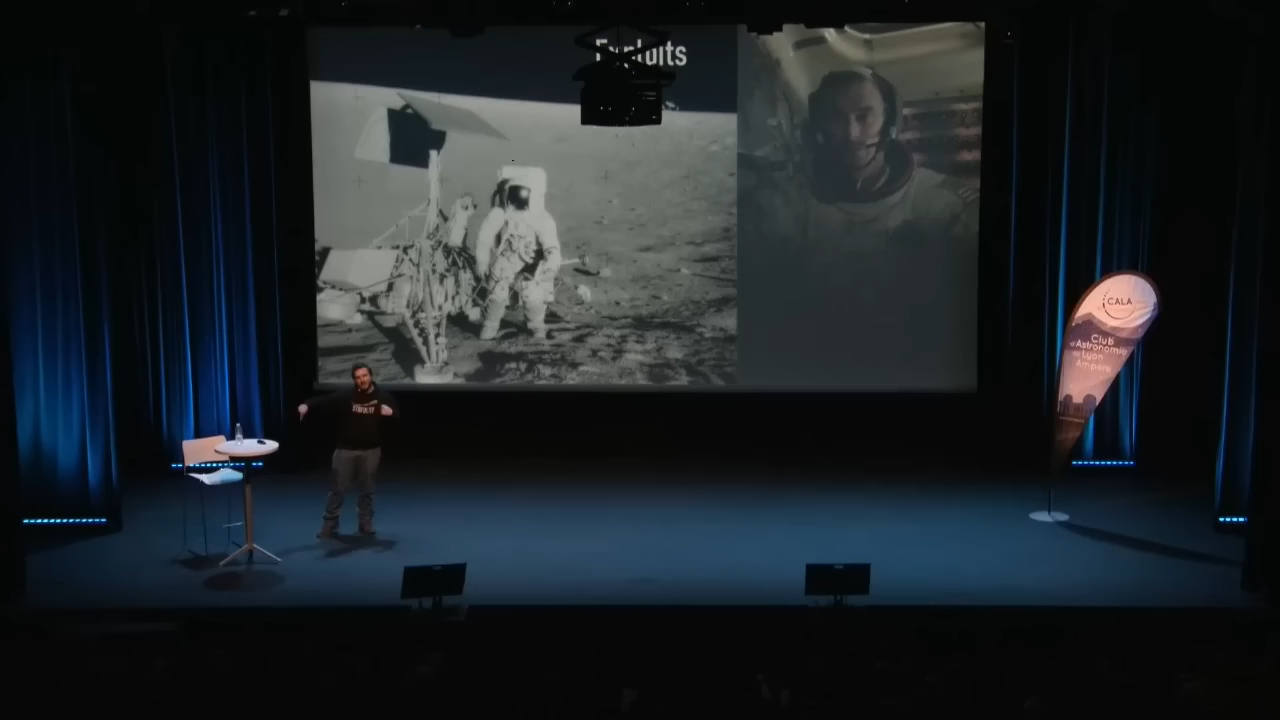 Exploits
CALA
Club
d'Astronomie
de Lyon
Ampère